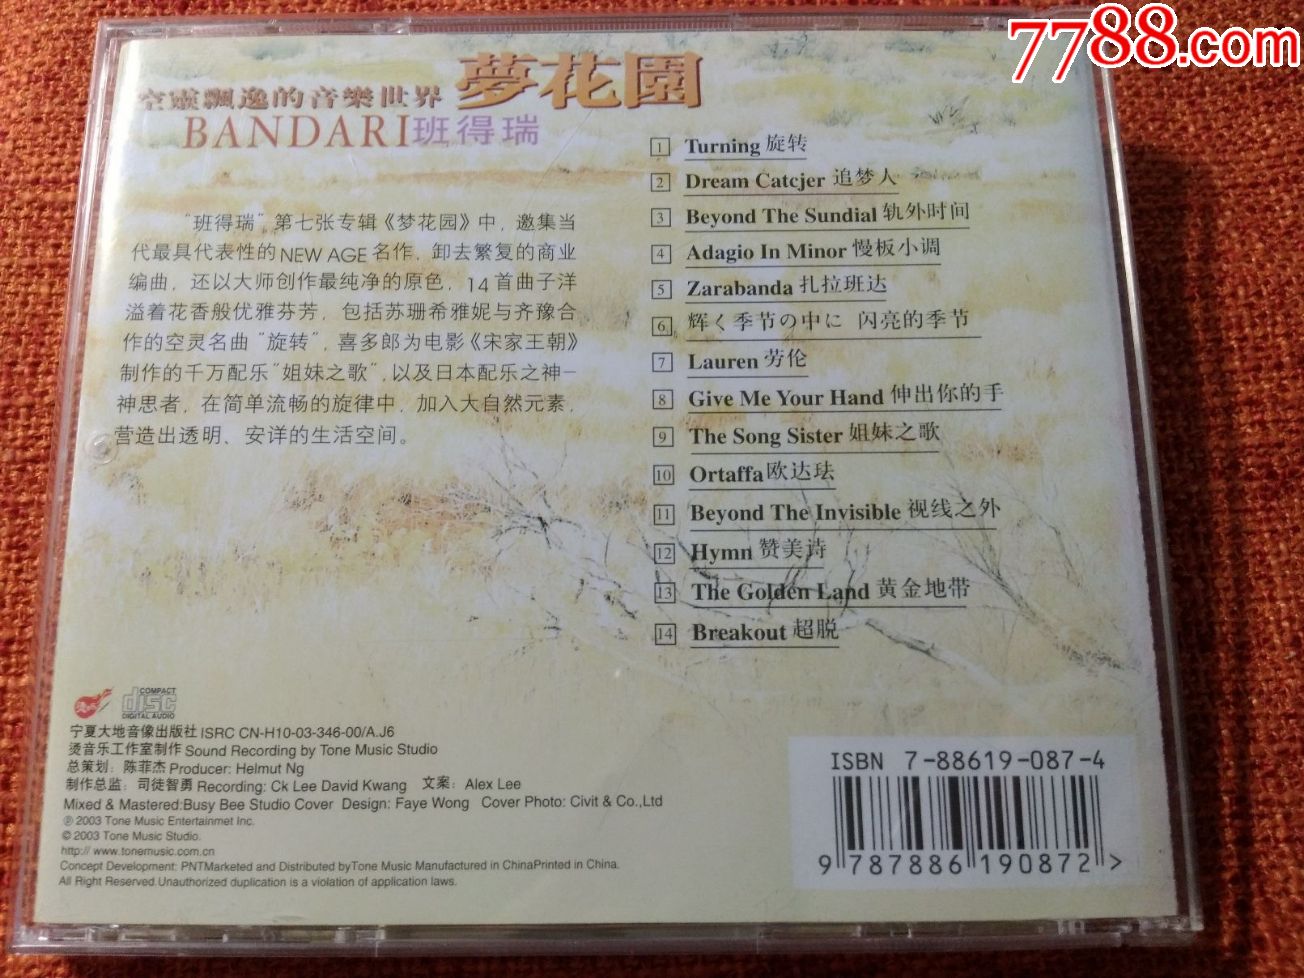 7788.com
空靈飄逸的音樂世界 夢花園
BANDARI班得瑞
"班得瑞"第七张专辑《梦花园》中，邀集当
代最具代表性的NEW AGE名作，卸去繁复的商业
编曲，还以大师创作最纯净的原色，14首曲子洋
溢着花香般优雅芬芳，包括苏珊希雅妮与齐豫合
作的空灵名曲"旋转"，喜多郎为电影《宋家王朝》
制作的千万配乐"姐妹之歌"，以及日本配乐之神—
神思者，在简单流畅的旋律中，加入大自然元素，
营造出透明、安详的生活空间。
1 Turning 旋转
2 Dream Catcjer 追梦人
3 Beyond The Sundial 轨外时间
4 Adagio In Minor 慢板小调
5 Zarabanda 扎拉班达
6 辉く季节の中に 闪亮的季节
7 Lauren 劳伦
8 Give Me Your Hand 伸出你的手
9 The Song Sister 姐妹之歌
10 Ortaffa 欧达珐
11 Beyond The Invisible 视线之外
12 Hymn 赞美诗
13 The Golden Land 黄金地带
14 Breakout 超脱
COMPACT
disc
DIGITAL AUDIO
宁夏大地音像出版社 ISRC CN-H10-03-346-00/A.J6
烫音乐工作室制作 Sound Recording by Tone Music Studio
总策划：陈菲杰 Producer: Helmut Ng
制作总监：司徒智勇 Recording: Ck Lee David Kwang 文案：Alex Lee
Mixed & Mastered:Busy Bee Studio Cover Design: Faye Wong Cover Photo: Civit & Co.,Ltd
℗ 2003 Tone Music Entertainmet Inc.
© 2003 Tone Music Studio.
http:// www.tonemusic.com.cn
Concept Development: PNTMarketed and Distributed byTone Music Manufactured in ChinaPrinted in China.
All Right Reserved.Unauthorized duplication is a violation of application laws.
ISBN 7-88619-087-4
9 787886 190872 >